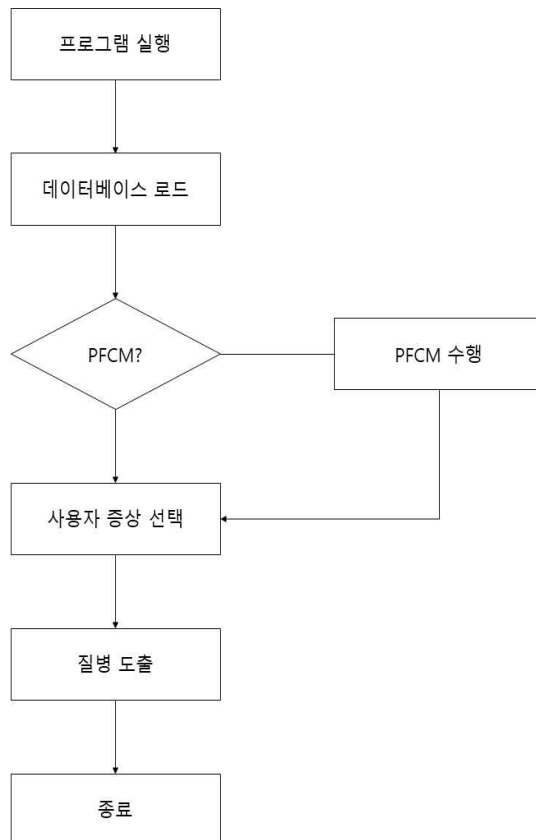 프로그램 실행
데이터베이스 로드
PFCM?
PFCM 수행
사용자 증상 선택
질병 도출
종료